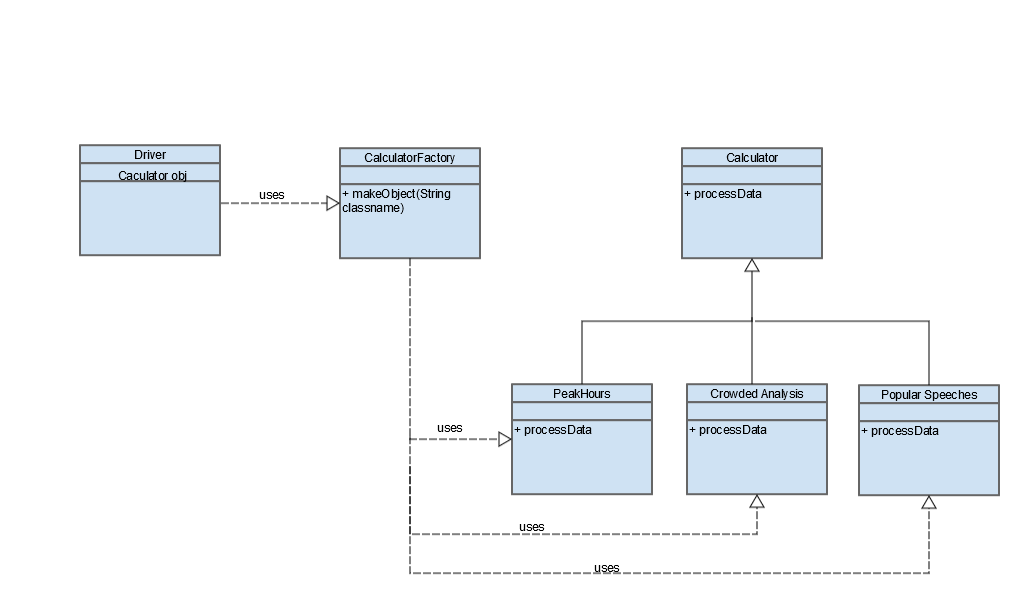 Driver
Caculator obj
uses
CalculatorFactory
+ makeObject(String
classname)
Calculator
+ processData
PeakHours
+ processData
Crowded Analysis
+ processData
Popular Speeches
+ processData
uses
uses
uses